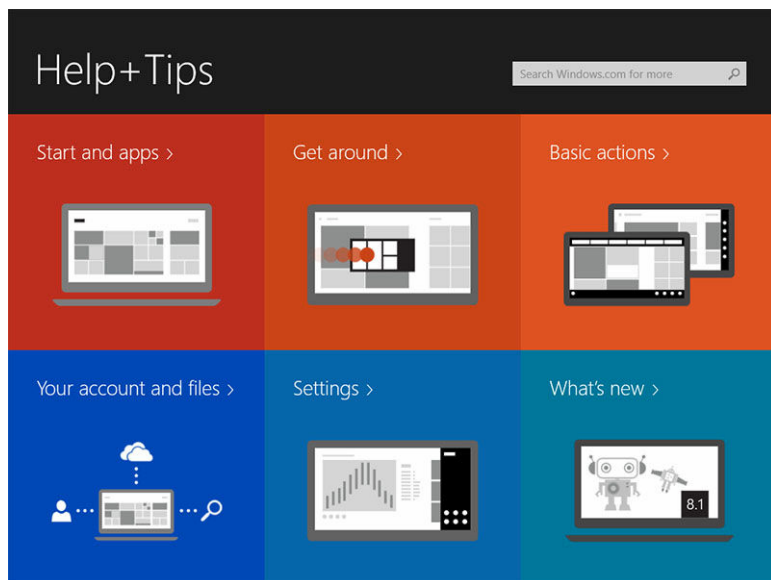 Help+Tips
Search Windows.com for more
Start and apps >
Get around >
Basic actions >
Your account and files >
Settings >
What's new >
8.1